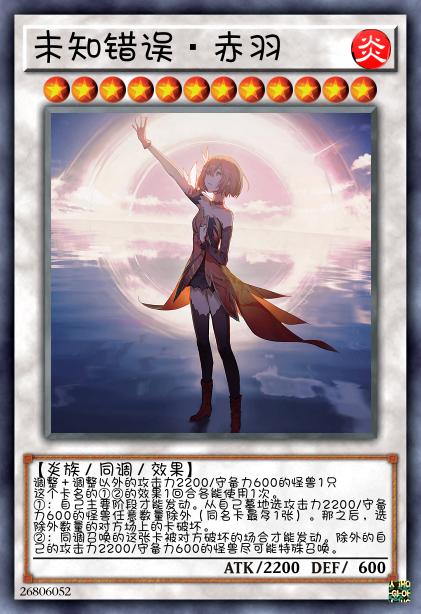 未知错误·赤羽
炎
【炎族/同调/效果】
调整+调整以外的攻击力2200/守备力600的怪兽1只
这个卡名的①②的效果1回合各能使用1次。
①:自己主要阶段才能发动。从自己墓地选攻击力2200/守备
力600的怪兽任意数量除外(同名卡最多1张)。那之后,选
除外数量的对方场上的卡破坏。
②:同调召唤的这张卡被对方破坏的场合才能发动。除外的自
己的攻击力2200/守备力600的怪兽尽可能特殊召唤。
ATK/2200 DEF/ 600
26806052